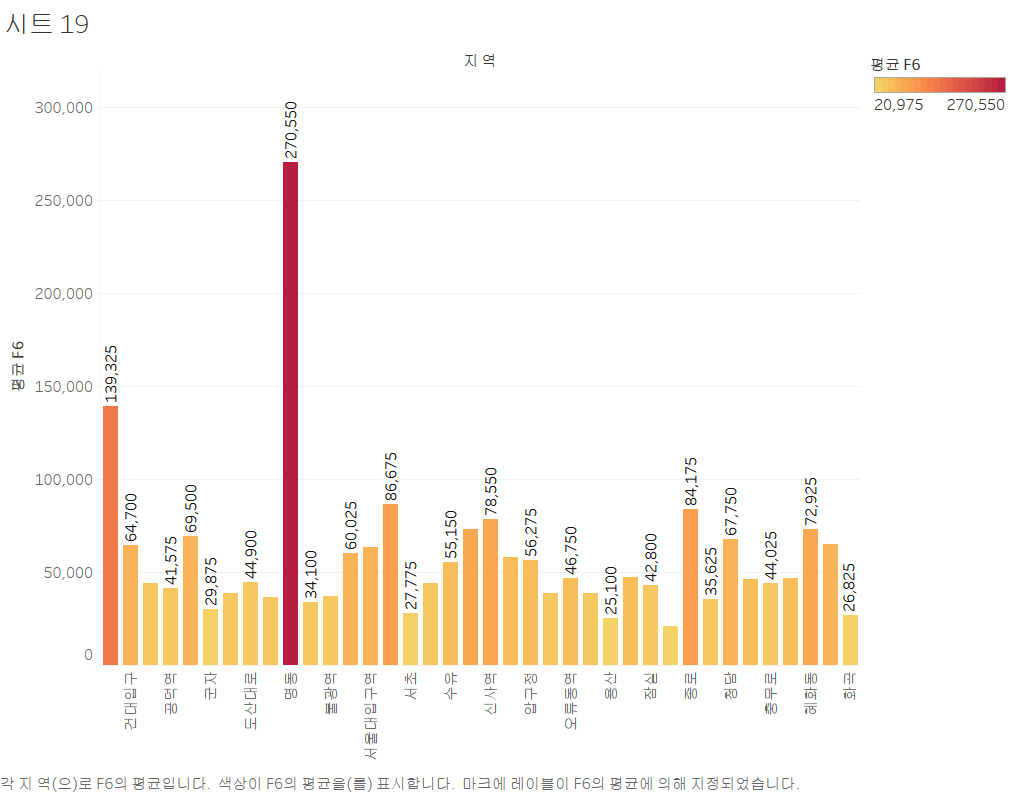 시트 19
지 역
평균 F6
20,975 270,550
평균 F6
300,000
250,000
200,000
150,000
100,000
50,000
0
139,325
64,700
41,575
69,500
29,875
44,900
270,550
34,100
60,025
86,675
27,775
55,150
78,550
56,275
46,750
25,100
42,800
84,175
35,625
67,750
44,025
72,925
26,825
건대입구
공덕역
군자
도산대로
명동
불광역
서울대입구역
서초
수유
신사역
압구정
오류동역
용산
잠실
종로
청담
충무로
혜화동
화곡
각 지 역(으)로 F6의 평균입니다. 색상이 F6의 평균을(를) 표시합니다. 마크에 레이블이 F6의 평균에 의해 지정되었습니다.